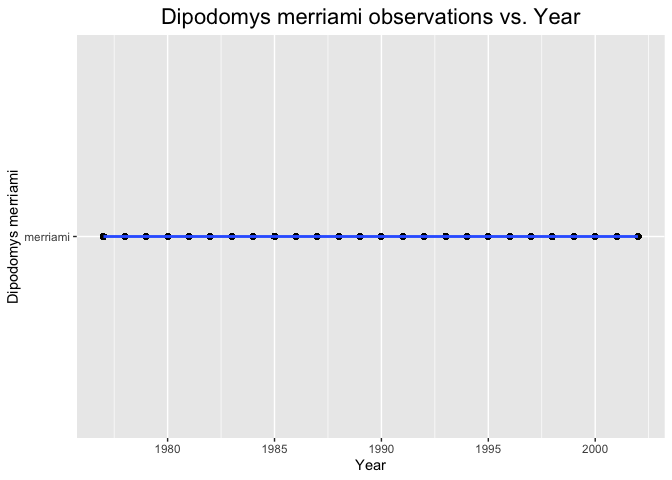 Dipodomys merriami observations vs. Year
Dipodomys merriami
merriami
1980 1985 1990 1995 2000
Year